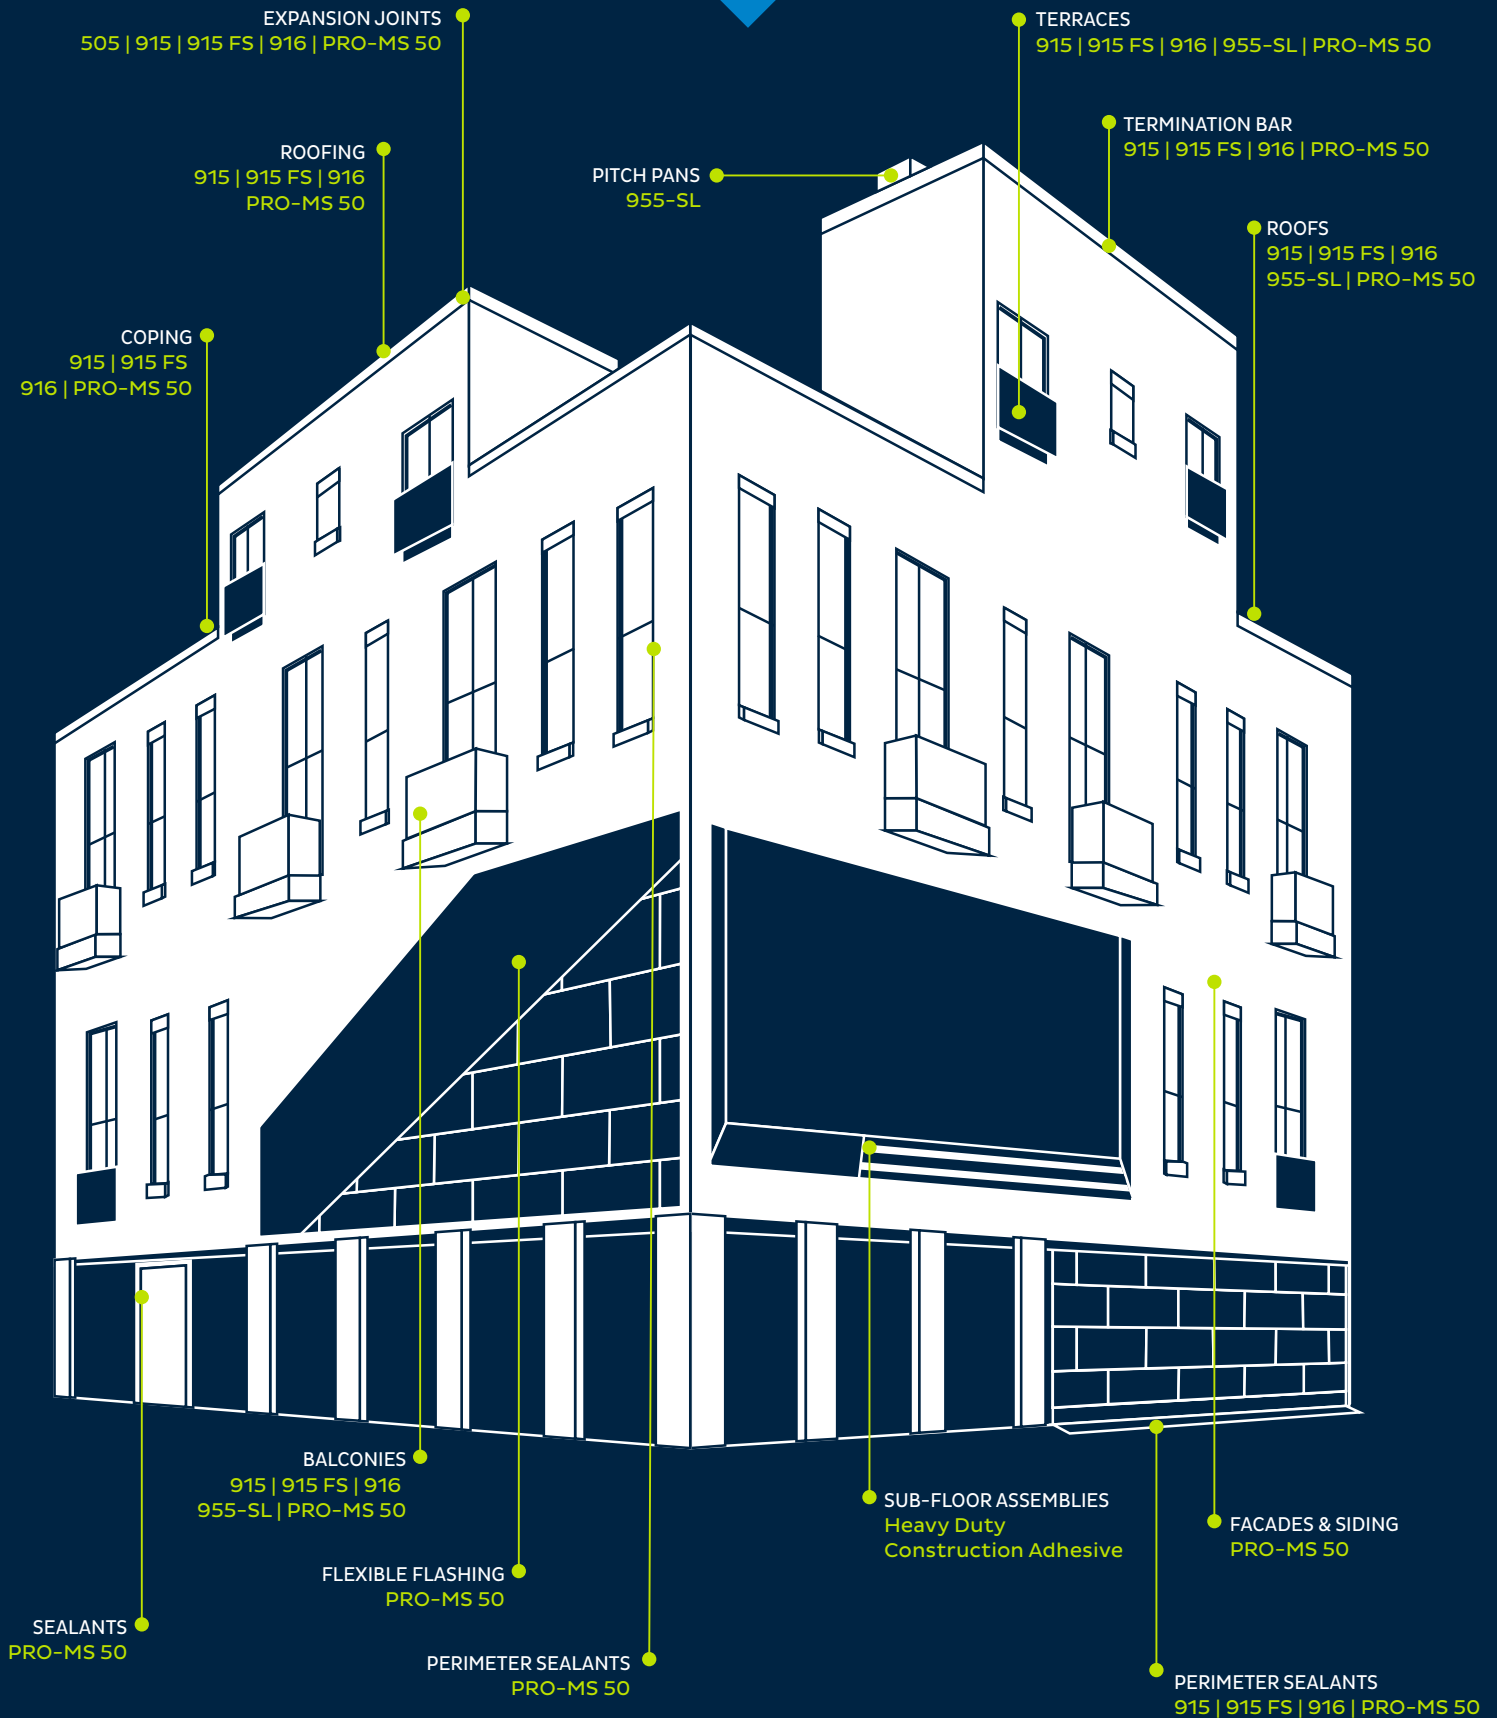 EXPANSION JOINTS
505 | 915 | 915 FS | 916 | PRO-MS 50
TERRACES
915 | 915 FS | 916 | 955-SL | PRO-MS 50
TERMINATION BAR
915 | 915 FS | 916 | PRO-MS 50
ROOFING
915 | 915 FS | 916
PRO-MS 50
PITCH PANS
955-SL
ROOFS
915 | 915 FS | 916
955-SL | PRO-MS 50
COPING
915 | 915 FS
916 | PRO-MS 50
BALCONIES
915 | 915 FS | 916
955-SL | PRO-MS 50
SUB-FLOOR ASSEMBLIES
Heavy Duty
Construction Adhesive
FACADES & SIDING
PRO-MS 50
FLEXIBLE FLASHING
PRO-MS 50
SEALANTS
PRO-MS 50
PERIMETER SEALANTS
PRO-MS 50
PERIMETER SEALANTS
915 | 915 FS | 916 | PRO-MS 50